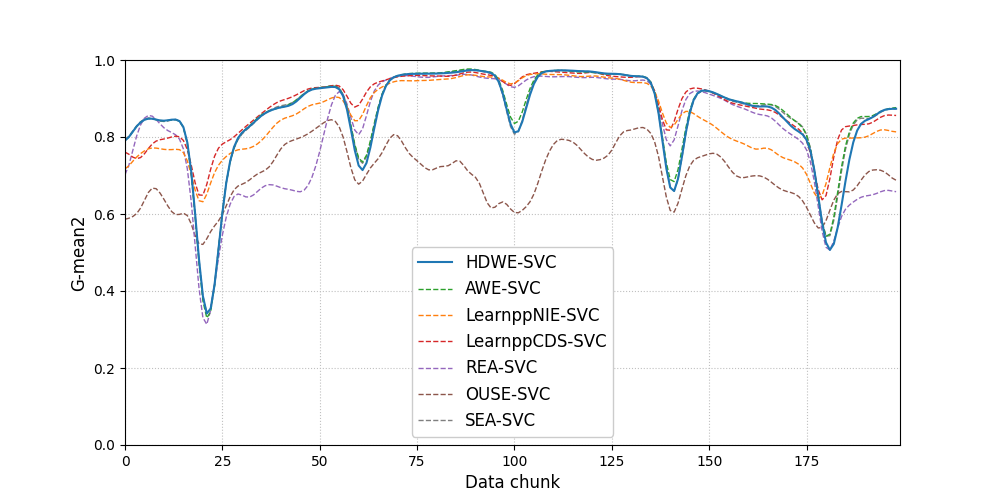 1.0
0.8
0.6
0.4
0.2
0.0
G-mean2
HDWE-SVC
AWE-SVC
LearnppNIE-SVC
LearnppCDS-SVC
REA-SVC
OUSE-SVC
SEA-SVC
0 25 50 75 100 125 150 175
Data chunk